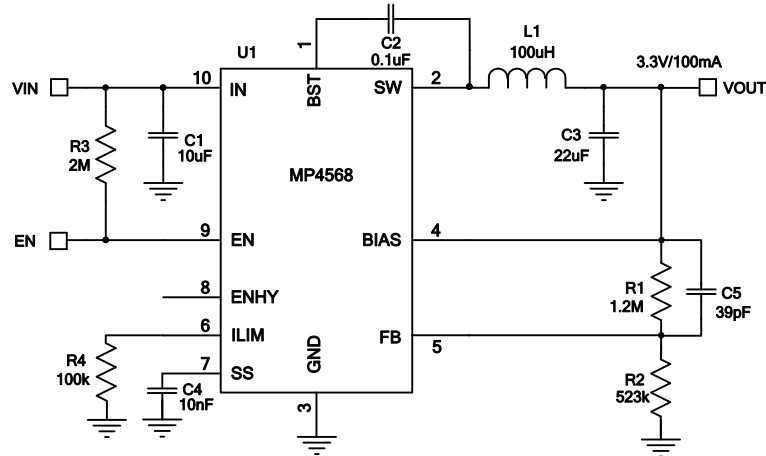 U1
1
C2
0.1uF
L1
100uH
3.3V/100mA
VIN
10
IN
BST
SW
2
VOUT
R3
2M
C1
10uF
C3
22uF
MP4568
EN
9
EN
BIAS
4
8
ENHY
R1
1.2M
C5
39pF
6
ILIM
FB
5
R4
100k
7
SS
GND
C4
10nF
3
R2
523k